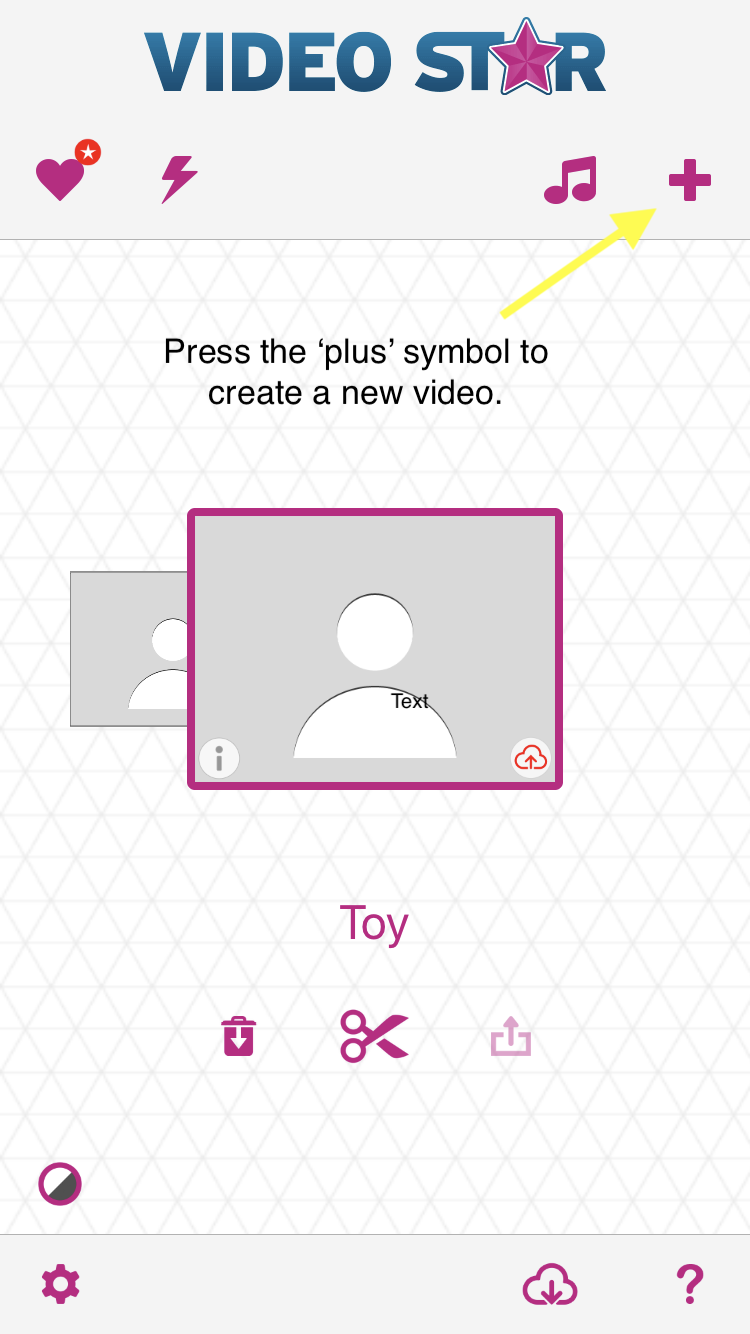 VIDEO STAR
Press the ‘plus’ symbol to
create a new video.
Text
Toy